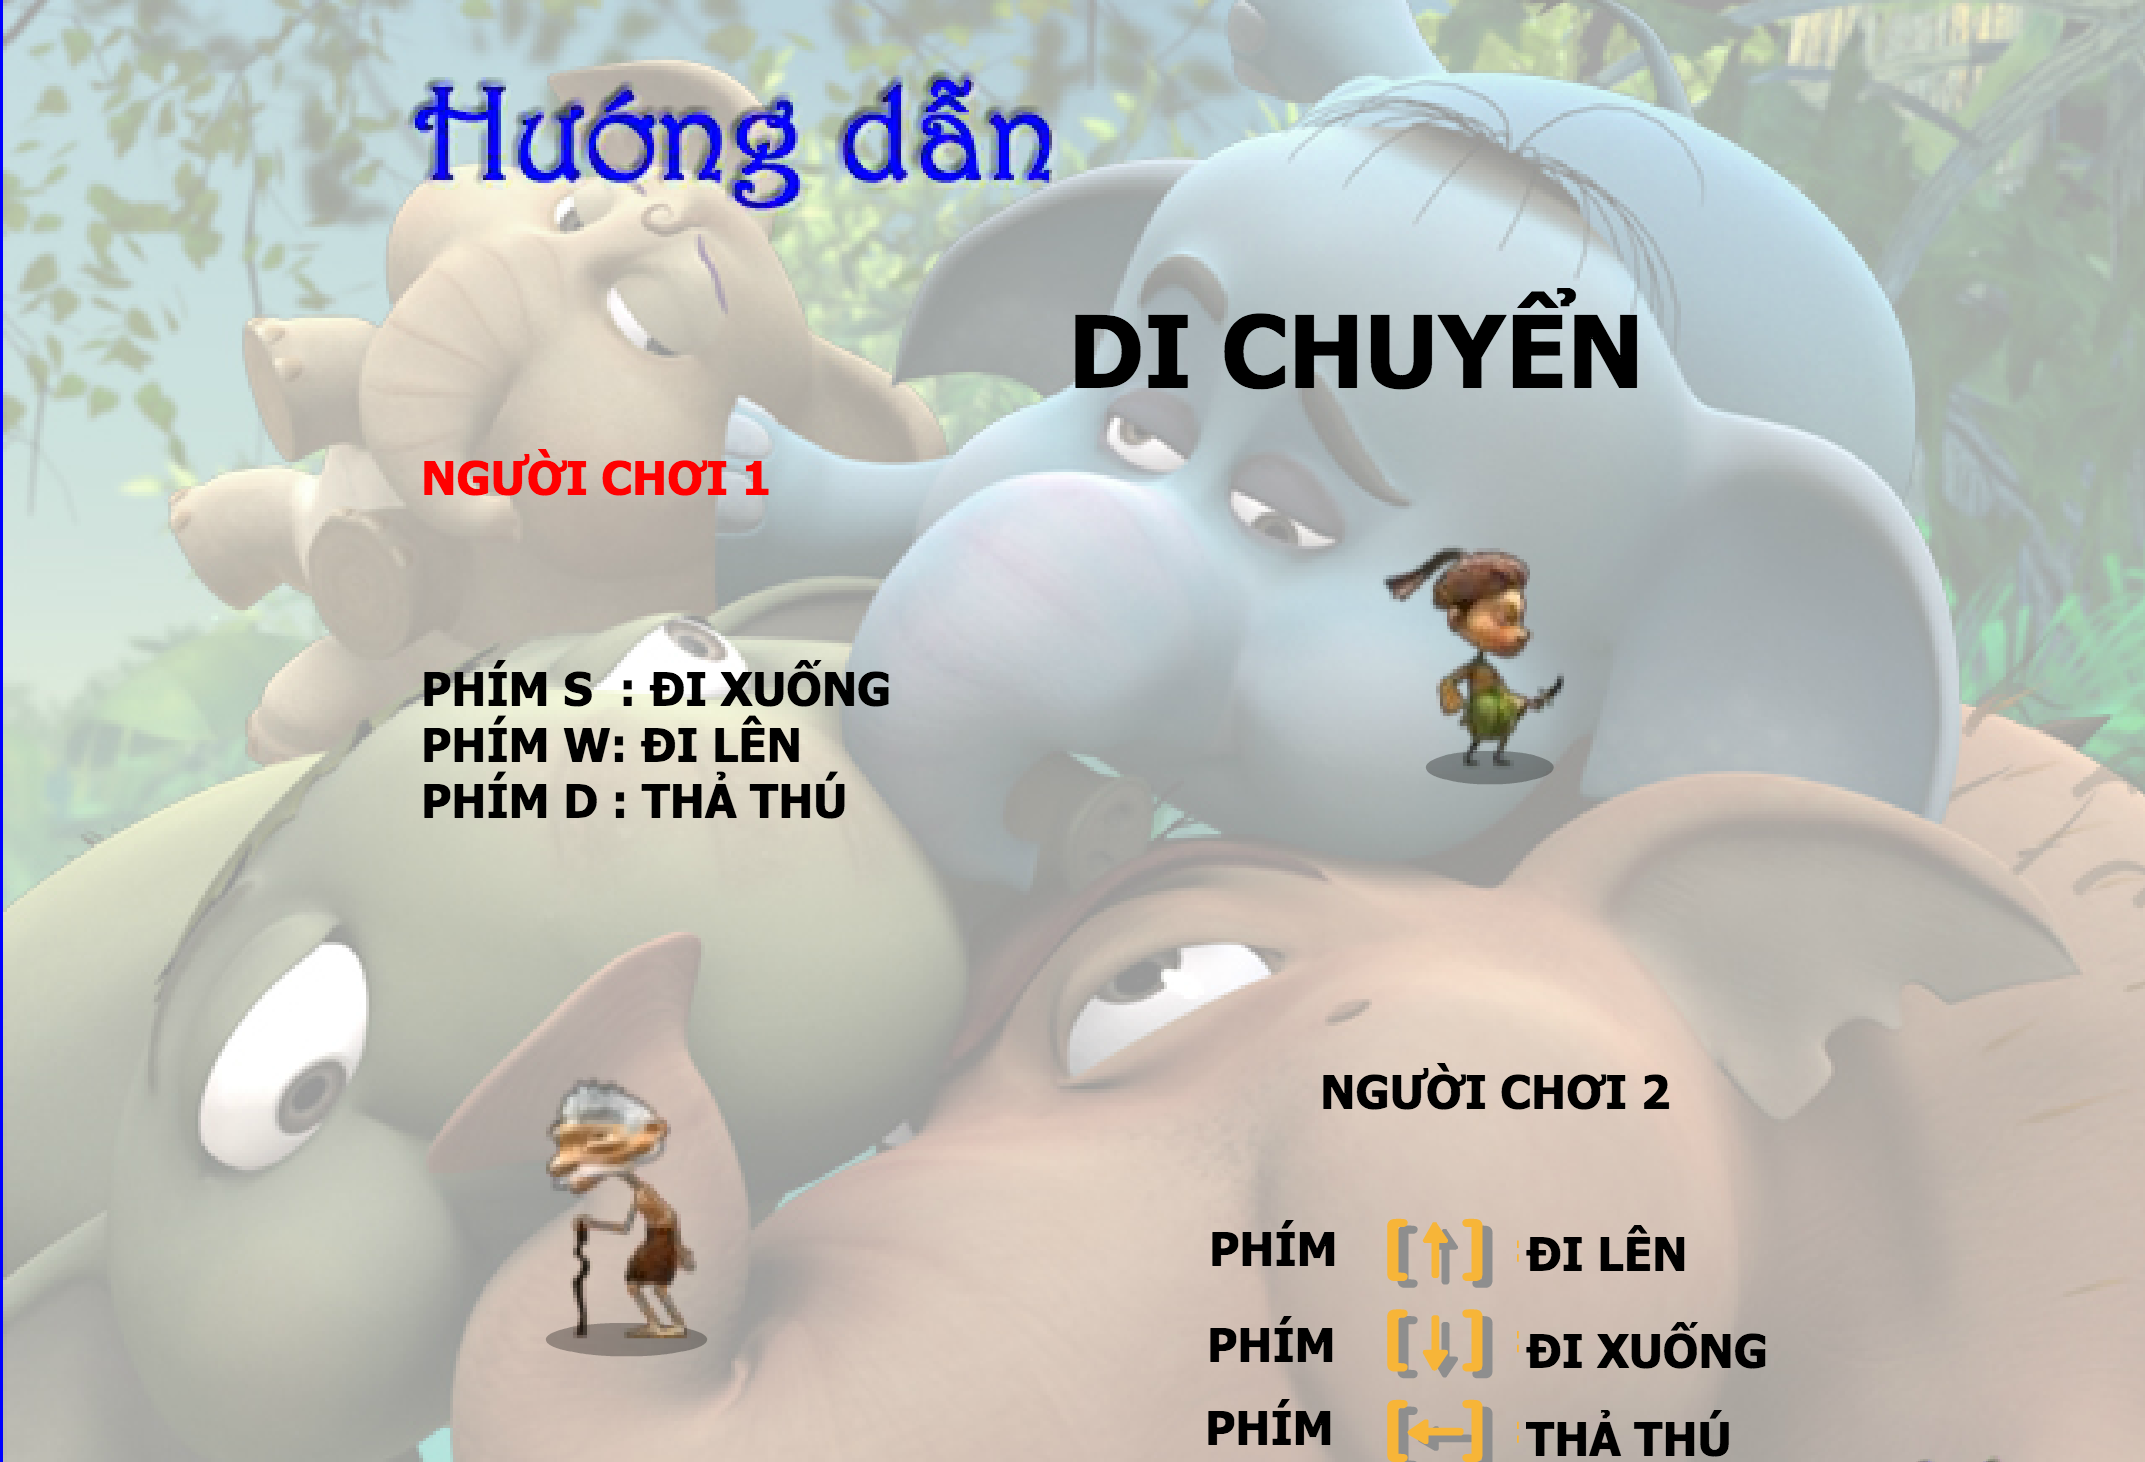 Hướng dẫn
DI CHUYỂN
NGƯỜI CHƠI 1
PHÍM S : ĐI XUỐNG
PHÍM W: ĐI LÊN
PHÍM D : THẢ THÚ
NGƯỜI CHƠI 2
PHÍM [↑] : ĐI LÊN
PHÍM [↓] : ĐI XUỐNG
PHÍM [←] : THẢ THÚ